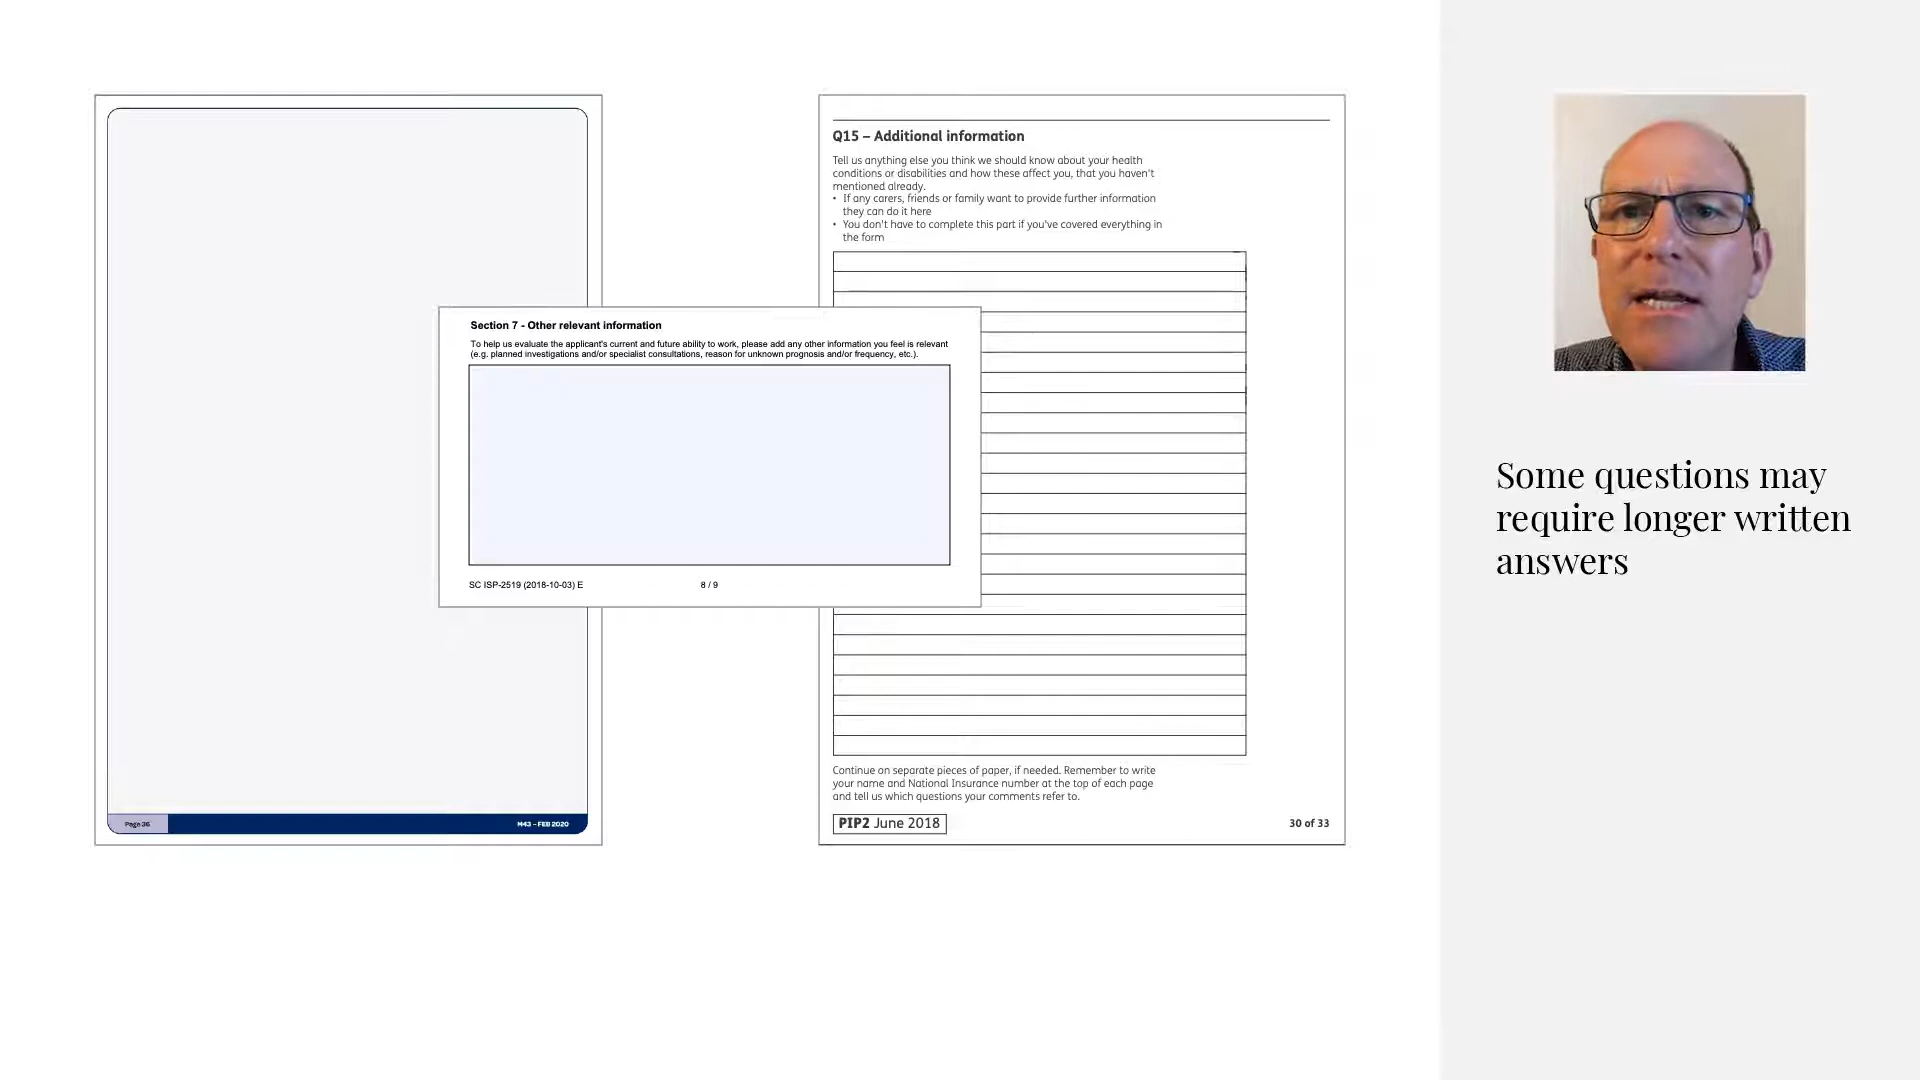 Page 36
M43 – FEB 2020
Section 7 - Other relevant information
To help us evaluate the applicant's current and future ability to work, please add any other information you feel is relevant
(e.g. planned investigations and/or specialist consultations, reason for unknown prognosis and/or frequency, etc.).
SC ISP-2519 (2018-10-03) E
8 / 9
Q15 – Additional information
Tell us anything else you think we should know about your health
conditions or disabilities and how these affect you, that you haven't
mentioned already.
• If any carers, friends or family want to provide further information
they can do it here
• You don't have to complete this part if you've covered everything in
the form
Continue on separate pieces of paper, if needed. Remember to write
your name and National Insurance number at the top of each page
and tell us which questions your comments refer to.
PIP2 June 2018
30 of 33
Some questions may
require longer written
answers